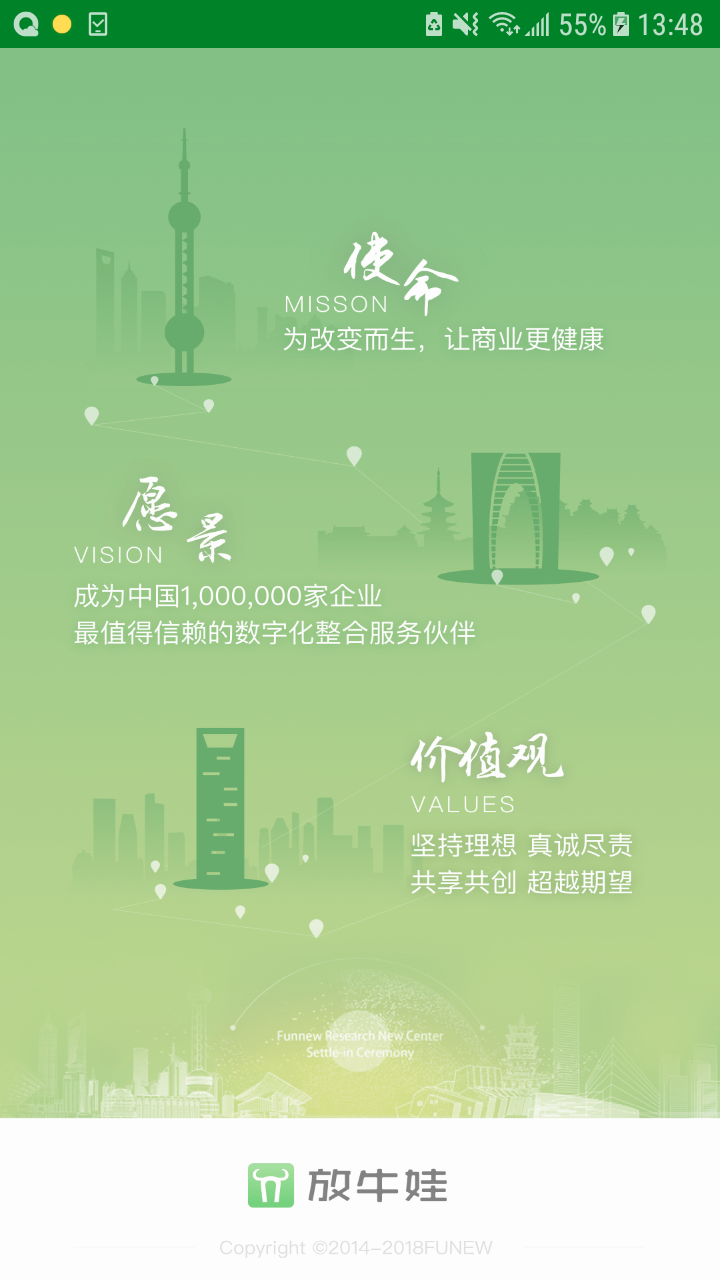 55% 13:48
使命
MISSON
为改变而生，让商业更健康
愿景
VISION
成为中国1,000,000家企业
最值得信赖的数字化整合服务伙伴
价值观
VALUES
坚持理想 真诚尽责
共享共创 超越期望
Funnew Research New Center
Settle-in Ceremony
放牛娃
Copyright ©2014-2018FUNEW